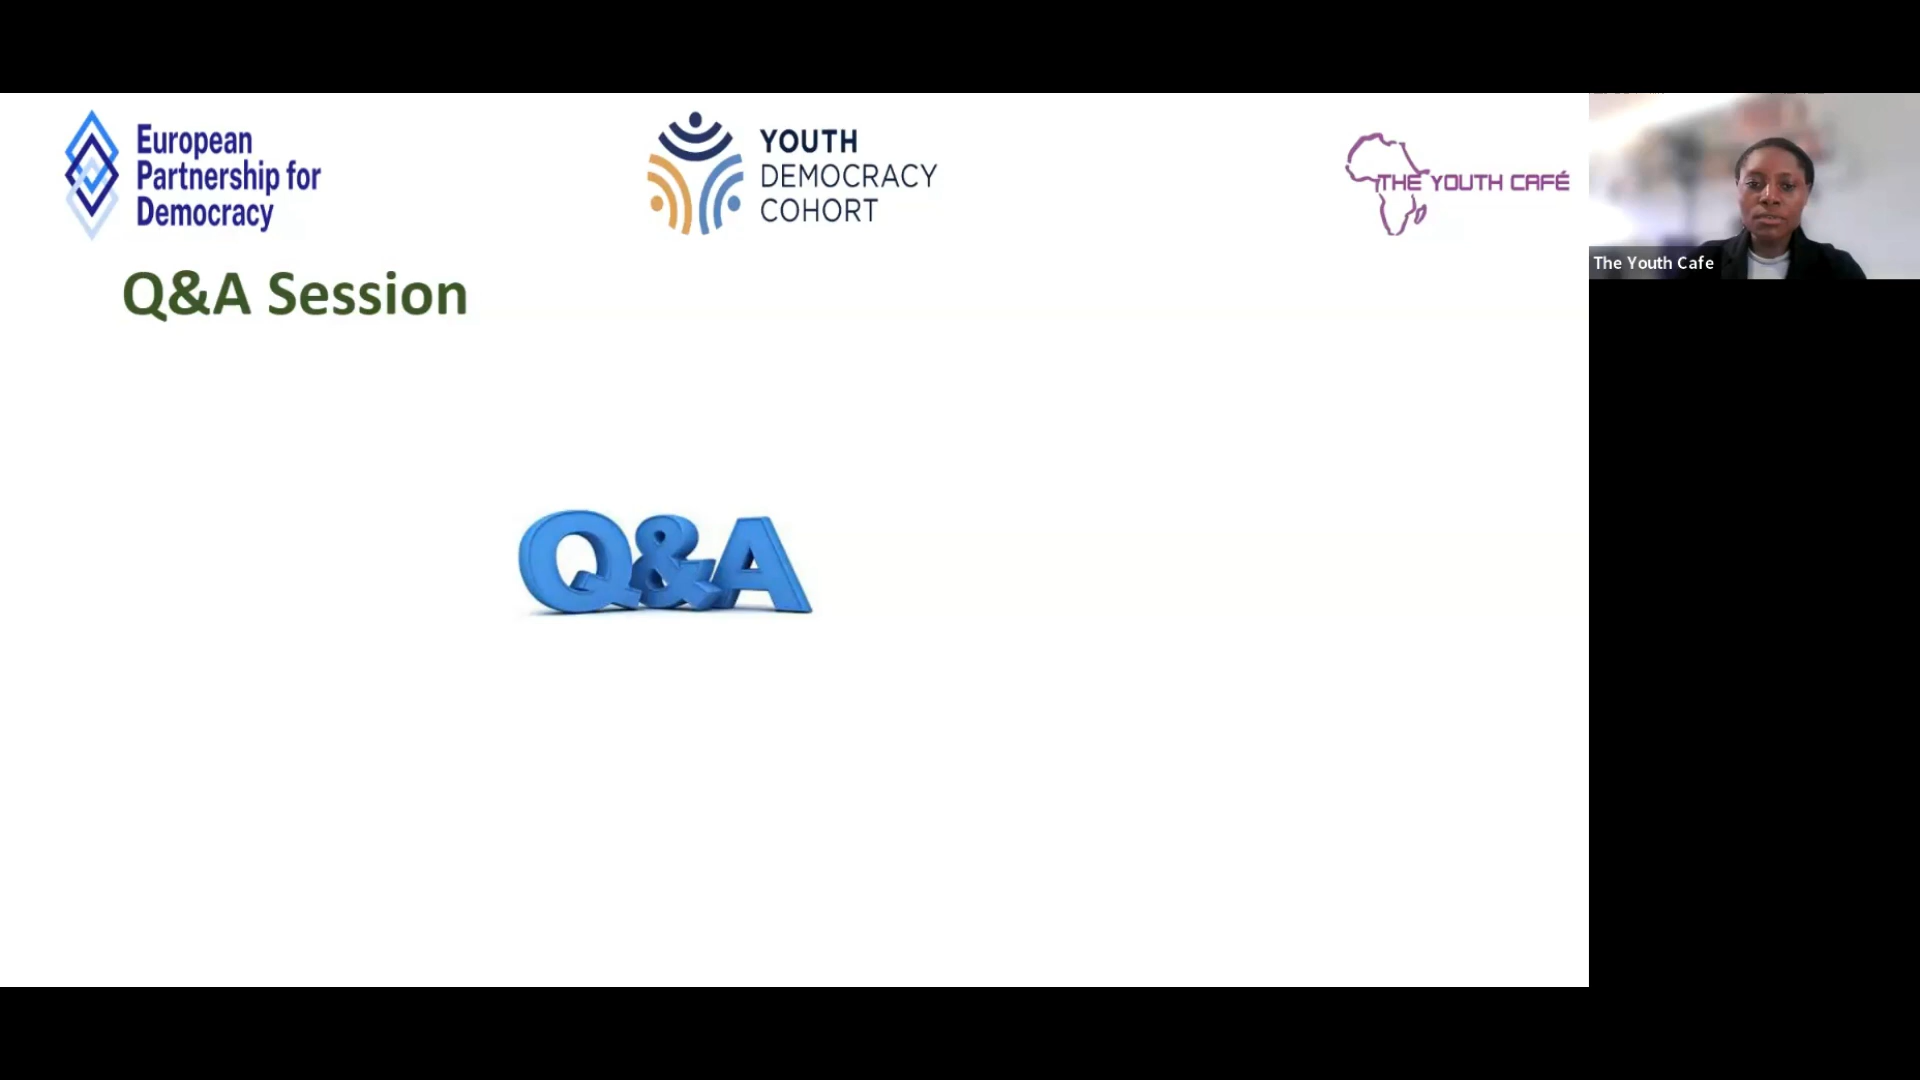 European
Partnership for
Democracy
YOUTH
DEMOCRACY
COHORT
THE YOUTH CAFÉ
The Youth Cafe
Q&A Session
Q&A